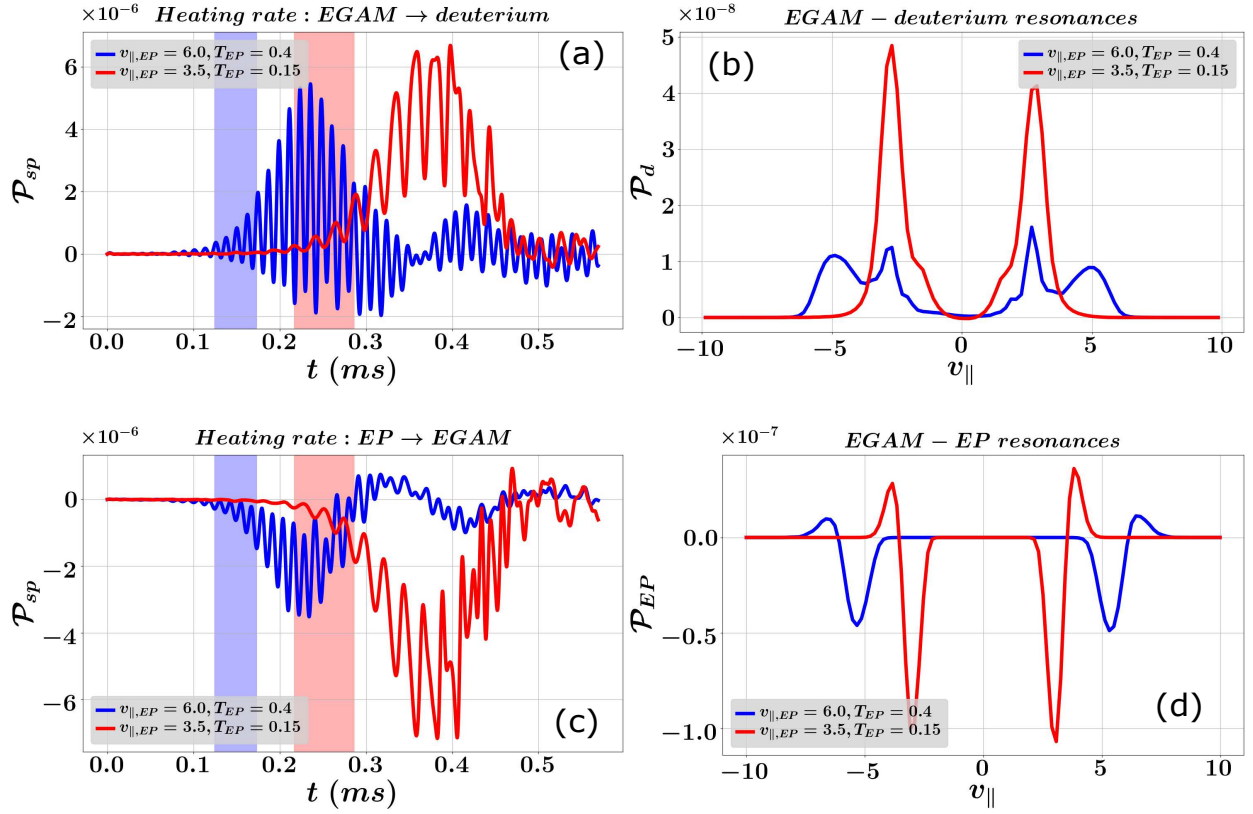 ×10⁻⁶
Heating rate : EGAM → deuterium
v∥,EP = 6.0, T_EP = 0.4
v∥,EP = 3.5, T_EP = 0.15
(a)
P_sp
6
4
2
0
−2
0.0 0.1 0.2 0.3 0.4 0.5
t (ms)
×10⁻⁸
EGAM − deuterium resonances
(b)
v∥,EP = 6.0, T_EP = 0.4
v∥,EP = 3.5, T_EP = 0.15
P_d
5
4
3
2
1
0
−10 −5 0 5 10
v∥
×10⁻⁶
Heating rate : EP → EGAM
P_sp
0
−2
−4
−6
v∥,EP = 6.0, T_EP = 0.4
v∥,EP = 3.5, T_EP = 0.15
(c)
0.0 0.1 0.2 0.3 0.4 0.5
t (ms)
×10⁻⁷
EGAM − EP resonances
P_EP
0.0
−0.5
−1.0
v∥,EP = 6.0, T_EP = 0.4
v∥,EP = 3.5, T_EP = 0.15
(d)
−10 −5 0 5 10
v∥